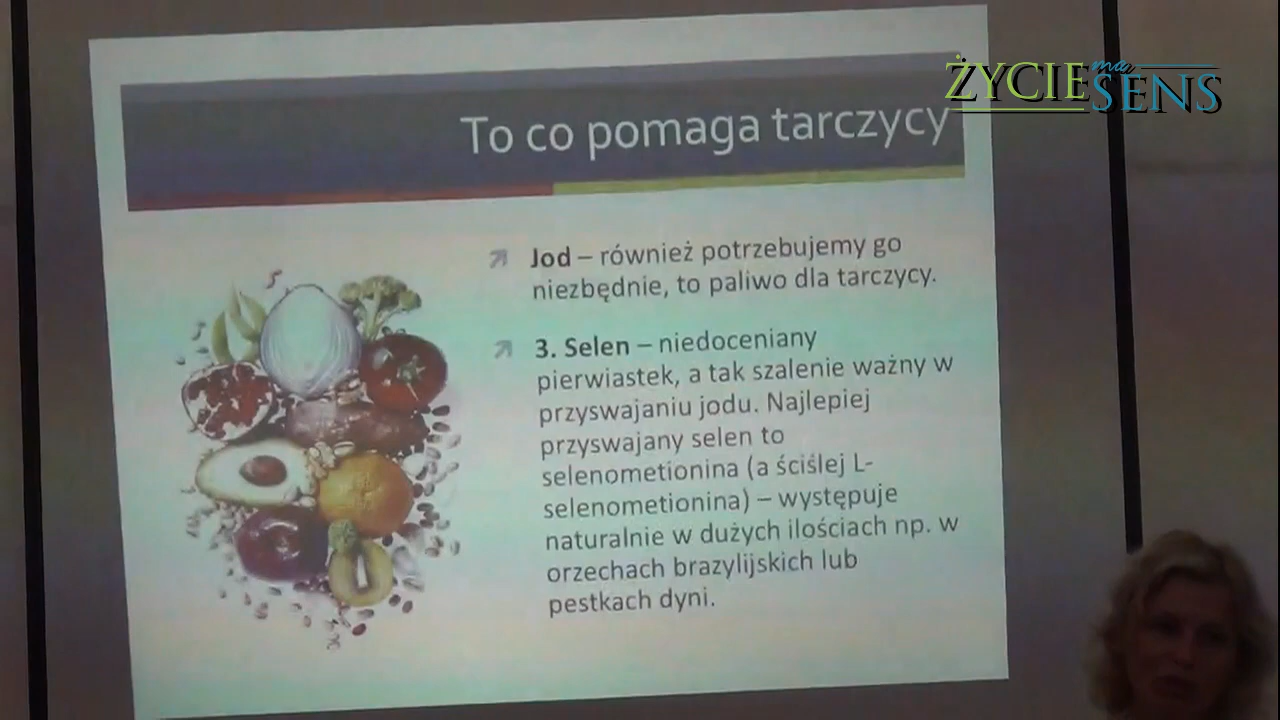 ŻYCIE ma SENS
To co pomaga tarczycy
Jod – również potrzebujemy go
niezbędnie, to paliwo dla tarczycy.
3. Selen – niedoceniany
pierwiastek, a tak szalenie ważny w
przyswajaniu jodu. Najlepiej
przyswajany selen to
selenometionina (a ściślej L-
selenometionina) – występuje
naturalnie w dużych ilościach np. w
orzechach brazylijskich lub
pestkach dyni.